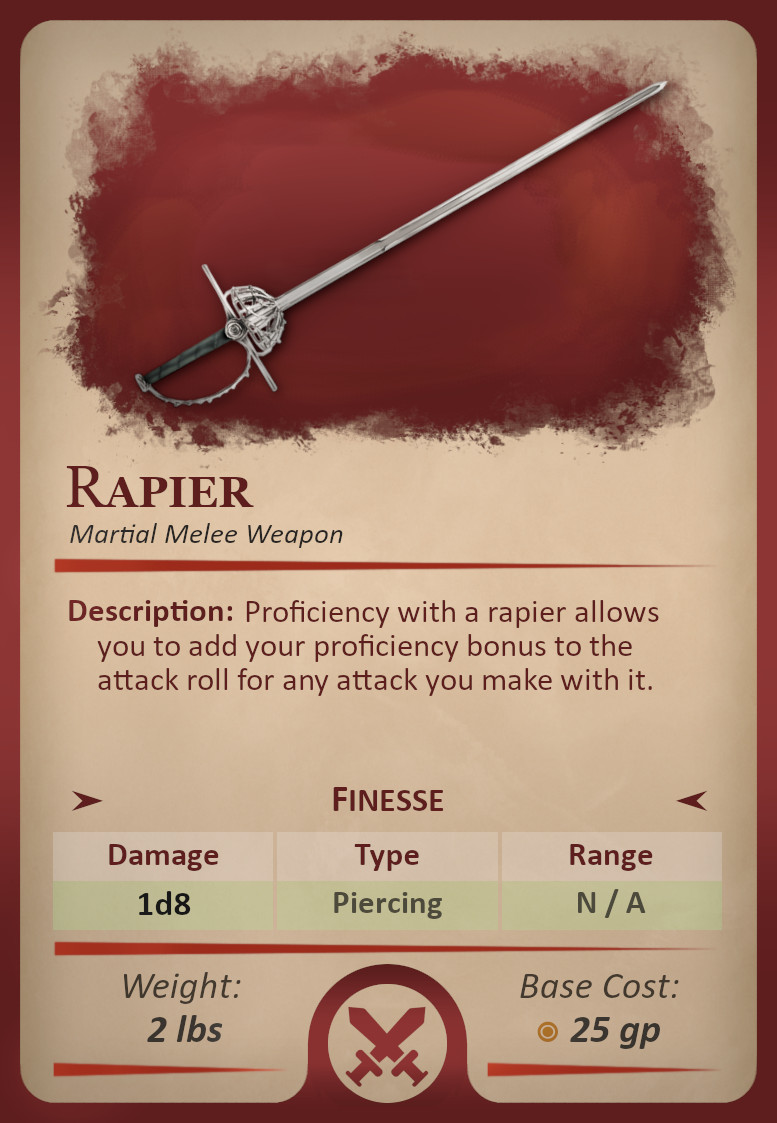 Rapier
Martial Melee Weapon
Description: Proficiency with a rapier allows
you to add your proficiency bonus to the
attack roll for any attack you make with it.
Finesse
Damage Type Range
1d8 Piercing N / A
Weight: Base Cost:
2 lbs 25 gp